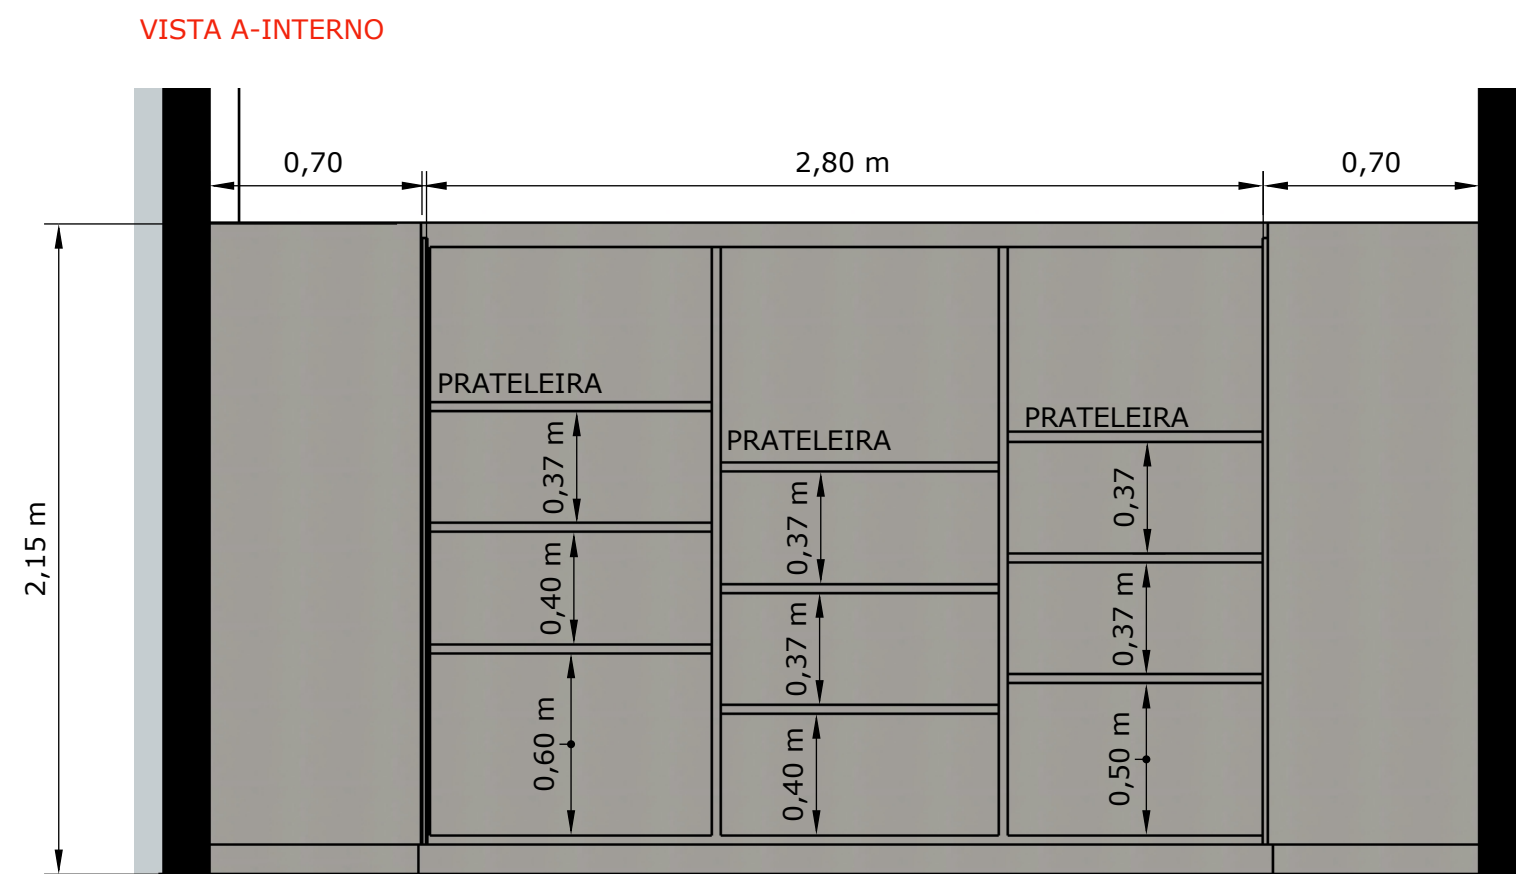 VISTA A-INTERNO
0,70
2,80 m
0,70
2,15 m
PRATELEIRA
0,37 m
0,40 m
0,60 m
PRATELEIRA
0,37 m
0,37 m
0,40 m
PRATELEIRA
0,37
0,37 m
0,50 m